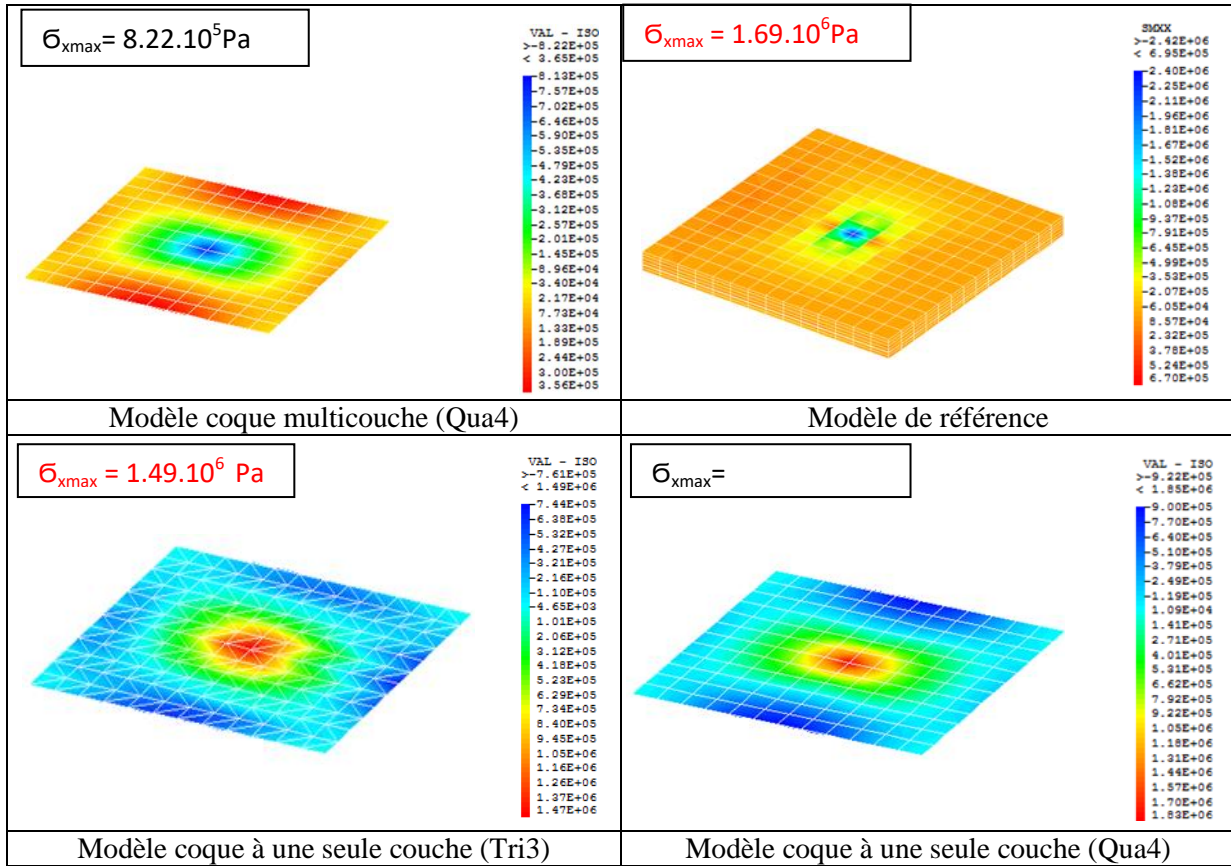 Ϭxmax= 8.22.10⁵Pa
VAL - ISO
>-8.22E+05
< 3.65E+05
-8.13E+05
-7.57E+05
-7.02E+05
-6.46E+05
-5.90E+05
-5.35E+05
-4.79E+05
-4.23E+05
-3.68E+05
-3.12E+05
-2.57E+05
-2.01E+05
-1.45E+05
-8.96E+04
-3.40E+04
2.17E+04
7.73E+04
1.33E+05
1.89E+05
2.44E+05
3.00E+05
3.56E+05
Modèle coque multicouche (Qua4)
Ϭxmax = 1.69.10⁶Pa
SMXX
>-2.42E+06
< 6.95E+05
-2.40E+06
-2.25E+06
-2.11E+06
-1.96E+06
-1.81E+06
-1.67E+06
-1.52E+06
-1.38E+06
-1.23E+06
-1.08E+06
-9.37E+05
-7.91E+05
-6.45E+05
-4.99E+05
-3.53E+05
-2.07E+05
-6.05E+04
8.57E+04
2.32E+05
3.78E+05
5.24E+05
6.70E+05
Modèle de référence
Ϭxmax = 1.49.10⁶ Pa
VAL - ISO
>-7.61E+05
< 1.49E+06
-7.44E+05
-6.38E+05
-5.32E+05
-4.27E+05
-3.21E+05
-2.16E+05
-1.10E+05
-4.65E+03
1.01E+05
2.06E+05
3.12E+05
4.18E+05
5.23E+05
6.29E+05
7.34E+05
8.40E+05
9.45E+05
1.05E+06
1.16E+06
1.26E+06
1.37E+06
1.47E+06
Modèle coque à une seule couche (Tri3)
Ϭxmax=
VAL - ISO
>-9.22E+05
< 1.85E+06
-9.00E+05
-7.70E+05
-6.40E+05
-5.10E+05
-3.79E+05
-2.49E+05
-1.19E+05
1.09E+04
1.41E+05
2.71E+05
4.01E+05
5.31E+05
6.62E+05
7.92E+05
9.22E+05
1.05E+06
1.18E+06
1.31E+06
1.44E+06
1.57E+06
1.70E+06
1.83E+06
Modèle coque à une seule couche (Qua4)